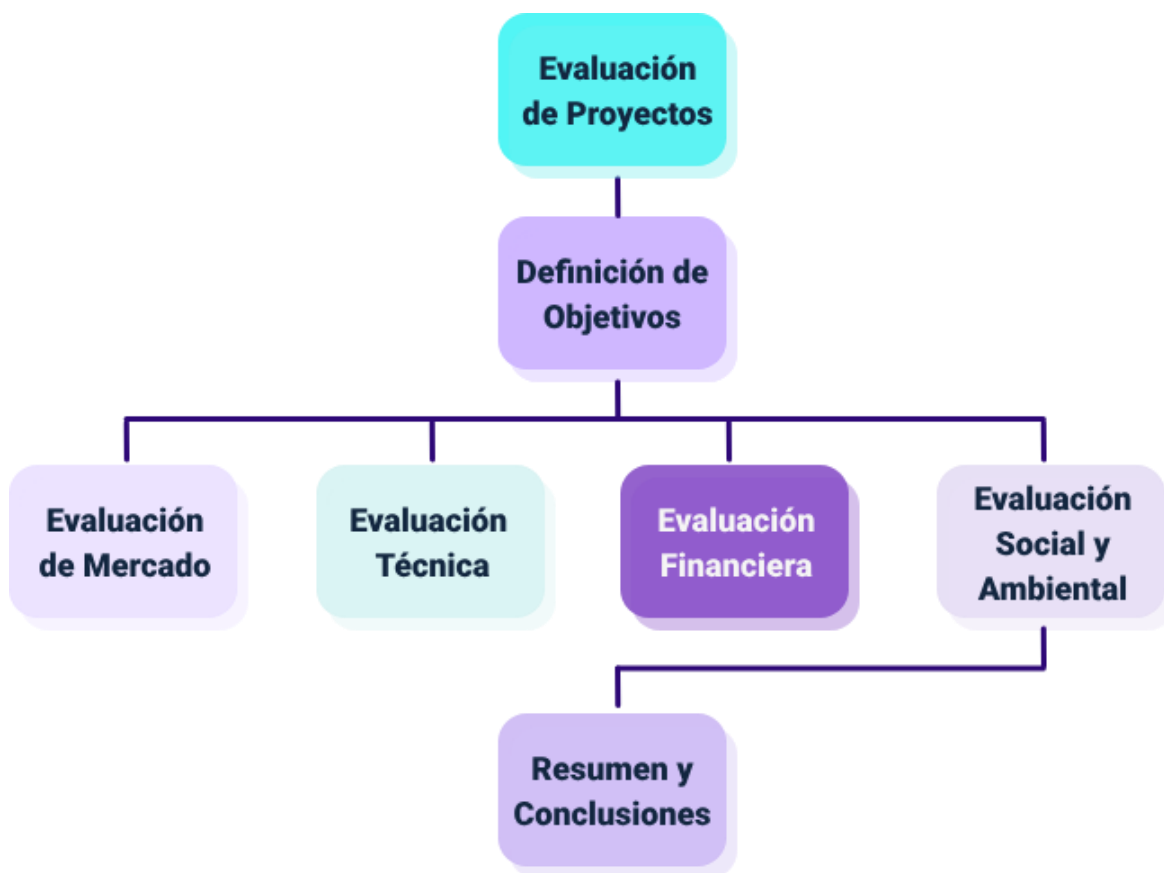 Evaluación
de Proyectos
Definición de
Objetivos
Evaluación
de Mercado
Evaluación
Técnica
Evaluación
Financiera
Evaluación
Social y
Ambiental
Resumen y
Conclusiones